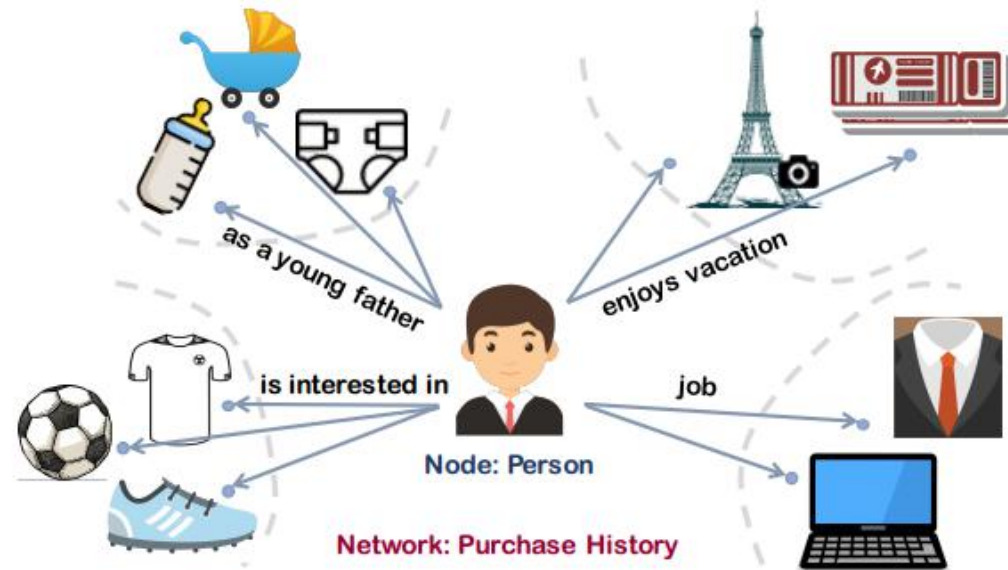 as a young father
enjoys vacation
is interested in
job
Node: Person
Network: Purchase History